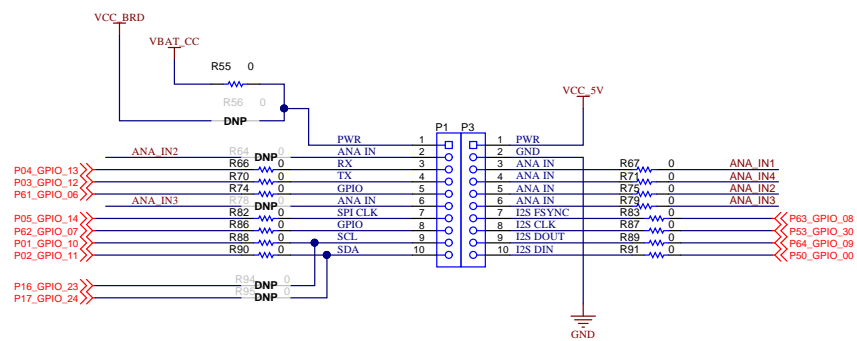 VCC_BRD
VBAT_CC
R55 0
R56 0
DNP
VCC_5V
P1 P3
PWR 1 1 PWR
ANA_IN2 R64 DNP 0 ANA IN 2 2 GND
P04_GPIO_13 R66 0 RX 3 3 ANA IN R67 0 ANA_IN1
P03_GPIO_12 R70 0 TX 4 4 ANA IN R71 0 ANA_IN4
P61_GPIO_06 R74 0 GPIO 5 5 ANA IN R75 0 ANA_IN2
ANA_IN3 R78 DNP 0 ANA IN 6 6 ANA IN R79 0 ANA_IN3
P05_GPIO_14 R82 0 SPI CLK 7 7 I2S FSYNC R83 0 P63_GPIO_08
P62_GPIO_07 R86 0 GPIO 8 8 I2S CLK R87 0 P53_GPIO_30
P01_GPIO_10 R88 0 SCL 9 9 I2S DOUT R89 0 P64_GPIO_09
P02_GPIO_11 R90 0 SDA 10 10 I2S DIN R91 0 P50_GPIO_00
P16_GPIO_23 R94 DNP 0
P17_GPIO_24 R95 DNP 0
GND